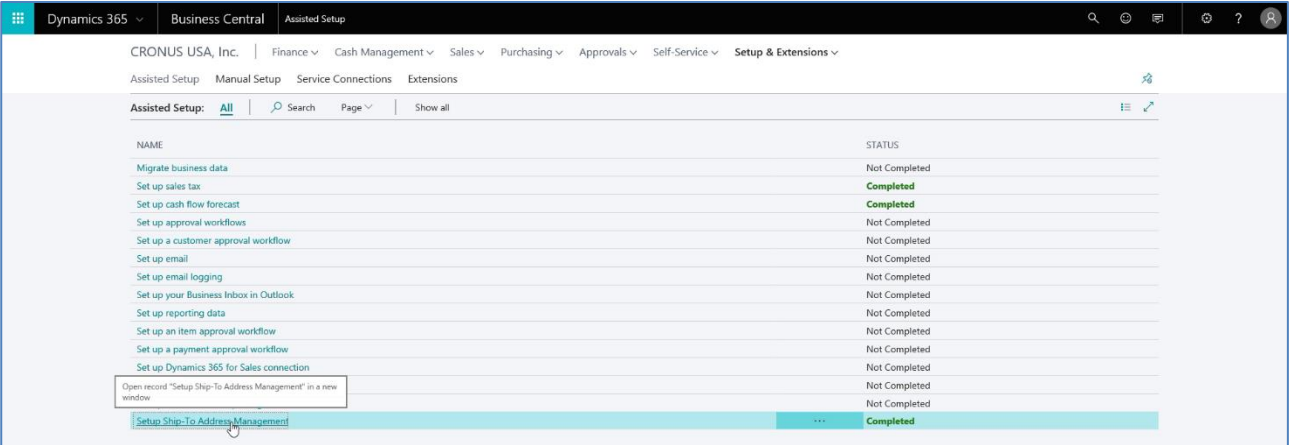 Dynamics 365 Business Central Assisted Setup ?
CRONUS USA, Inc. Finance Cash Management Sales Purchasing Approvals Self-Service Setup & Extensions
Assisted Setup Manual Setup Service Connections Extensions
Assisted Setup: All Search Page Show all
NAME STATUS
Migrate business data Not Completed
Set up sales tax Completed
Set up cash flow forecast Completed
Set up approval workflows Not Completed
Set up a customer approval workflow Not Completed
Set up email Not Completed
Set up email logging Not Completed
Set up your Business Inbox in Outlook Not Completed
Set up reporting data Not Completed
Set up an item approval workflow Not Completed
Set up a payment approval workflow Not Completed
Set up Dynamics 365 for Sales connection Not Completed
Open record "Setup Ship-To Address Management" in a new
window
Not Completed
Not Completed
Setup Ship-To Address Management ... Completed